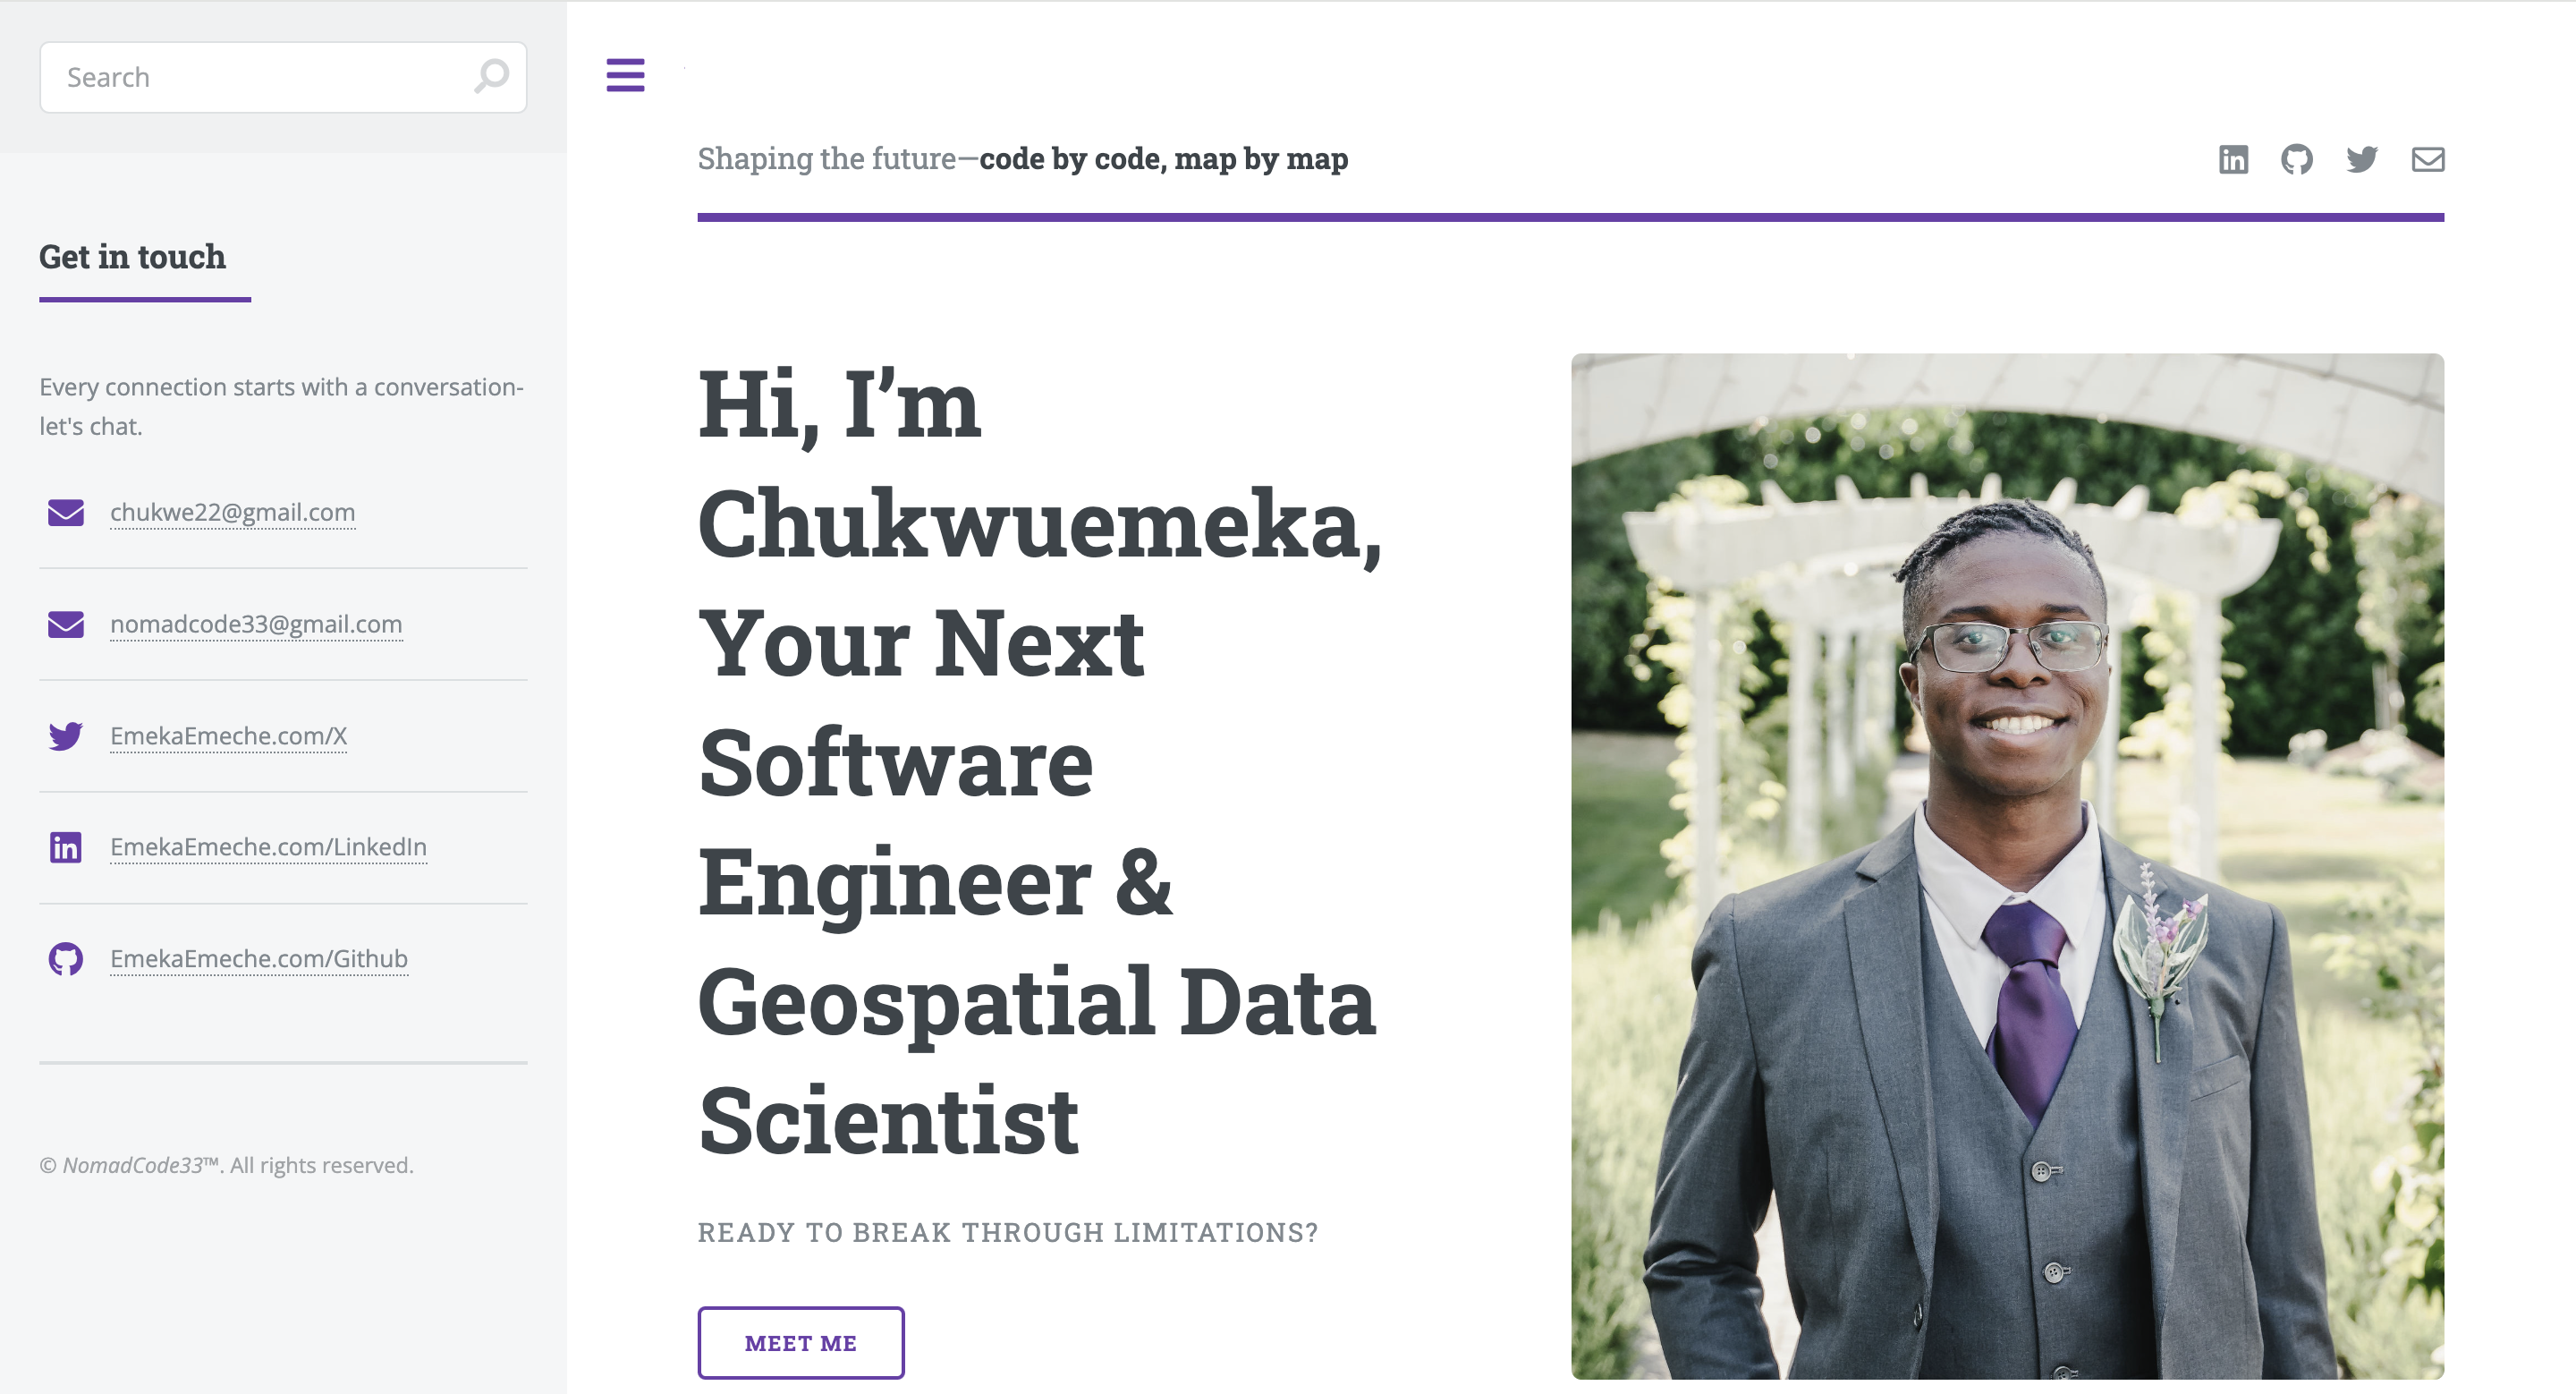 Search
Get in touch
Every connection starts with a conversation-
let's chat.
chukwe22@gmail.com
nomadcode33@gmail.com
EmekaEmeche.com/X
EmekaEmeche.com/LinkedIn
EmekaEmeche.com/Github
© NomadCode33™. All rights reserved.
Shaping the future—code by code, map by map
Hi, I’m
Chukwuemeka,
Your Next
Software
Engineer &
Geospatial Data
Scientist
READY TO BREAK THROUGH LIMITATIONS?
MEET ME